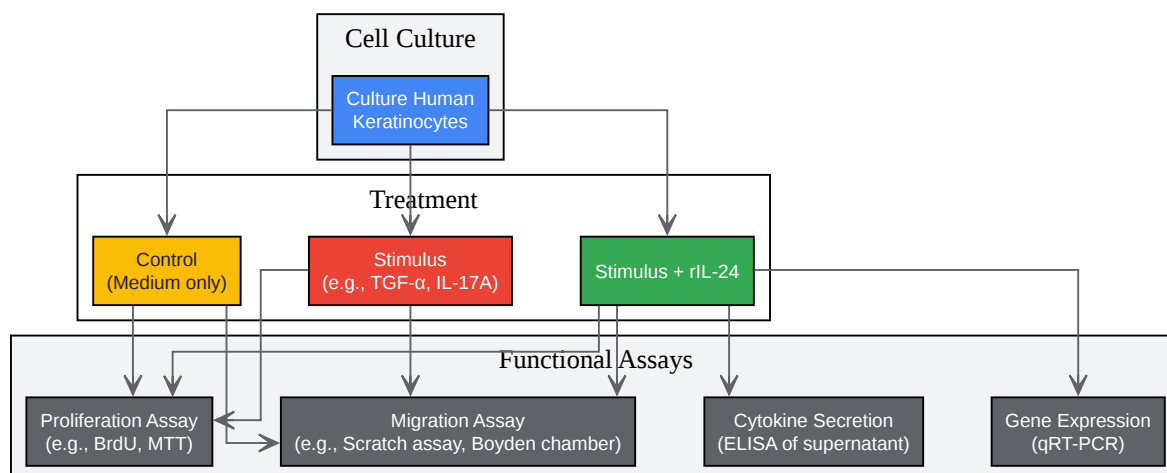 Cell Culture
Culture Human
Keratinocytes
Treatment
Control
(Medium only)
Stimulus
(e.g., TGF-α, IL-17A)
Stimulus + rIL-24
Functional Assays
Proliferation Assay
(e.g., BrdU, MTT)
Migration Assay
(e.g., Scratch assay, Boyden chamber)
Cytokine Secretion
(ELISA of supernatant)
Gene Expression
(qRT-PCR)